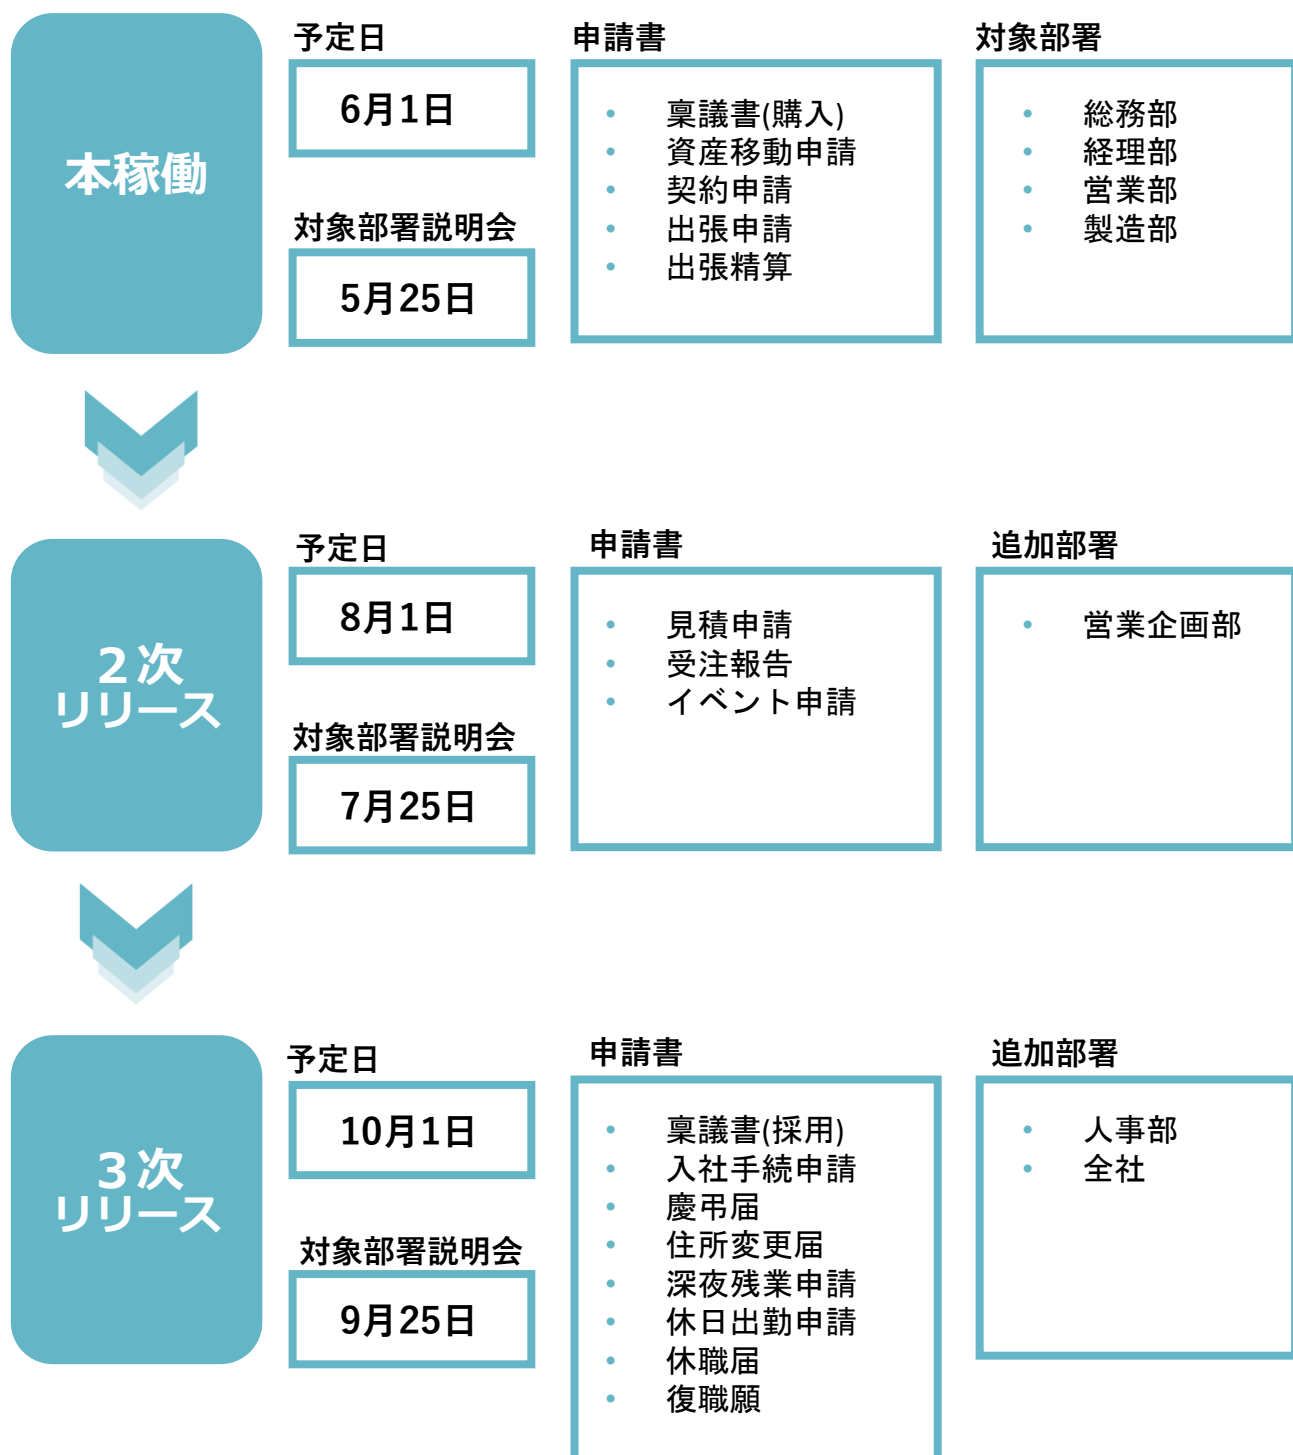 本稼働
予定日
6月1日
対象部署説明会
5月25日
申請書
• 稟議書(購入)
• 資産移動申請
• 契約申請
• 出張申請
• 出張精算
対象部署
• 総務部
• 経理部
• 営業部
• 製造部
２次
リリース
予定日
8月1日
対象部署説明会
7月25日
申請書
• 見積申請
• 受注報告
• イベント申請
追加部署
• 営業企画部
３次
リリース
予定日
10月1日
対象部署説明会
9月25日
申請書
• 稟議書(採用)
• 入社手続申請
• 慶弔届
• 住所変更届
• 深夜残業申請
• 休日出勤申請
• 休職届
• 復職願
追加部署
• 人事部
• 全社